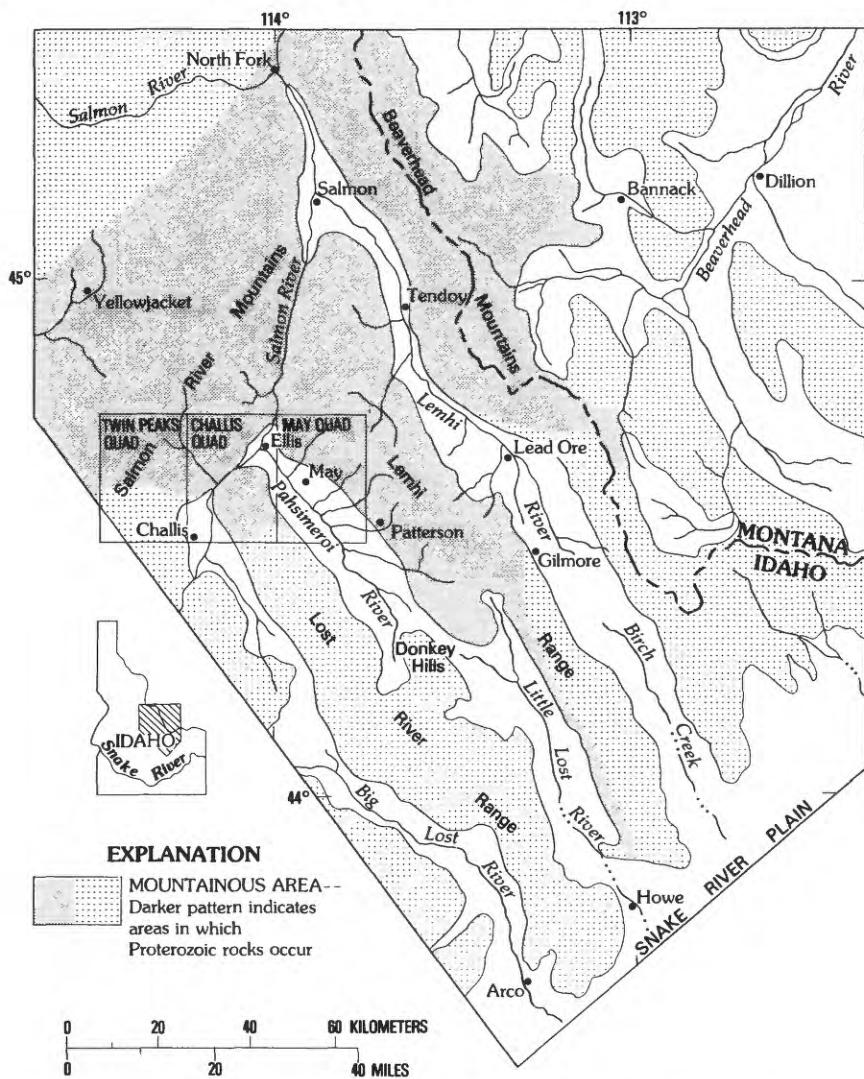 114°
113°
North Fork
Salmon River
Beaverhead
Mountains
River
Dillion
Bannack
Beaverhead
Salmon
45°
Yellowjacket
Mountains
Salmon River
Tendoy
River
Salmon
TWIN PEAKS QUAD
CHALLIS QUAD
MAY QUAD
Ellis
May
Lemhi
Lead Ore
River
Lemhi
Patterson
Gilmore
Challis
Pahsimeroi
River
MONTANA
IDAHO
Lost
River
Range
Donkey Hills
Range
Little
Lost
River
Birch
Creek
IDAHO
Snake River
44°
Big
Lost
River
Howe
SNAKE RIVER PLAIN
Arco
EXPLANATION
MOUNTAINOUS AREA--
Darker pattern indicates
areas in which
Proterozoic rocks occur
0 20 40 60 KILOMETERS
0 20 40 MILES